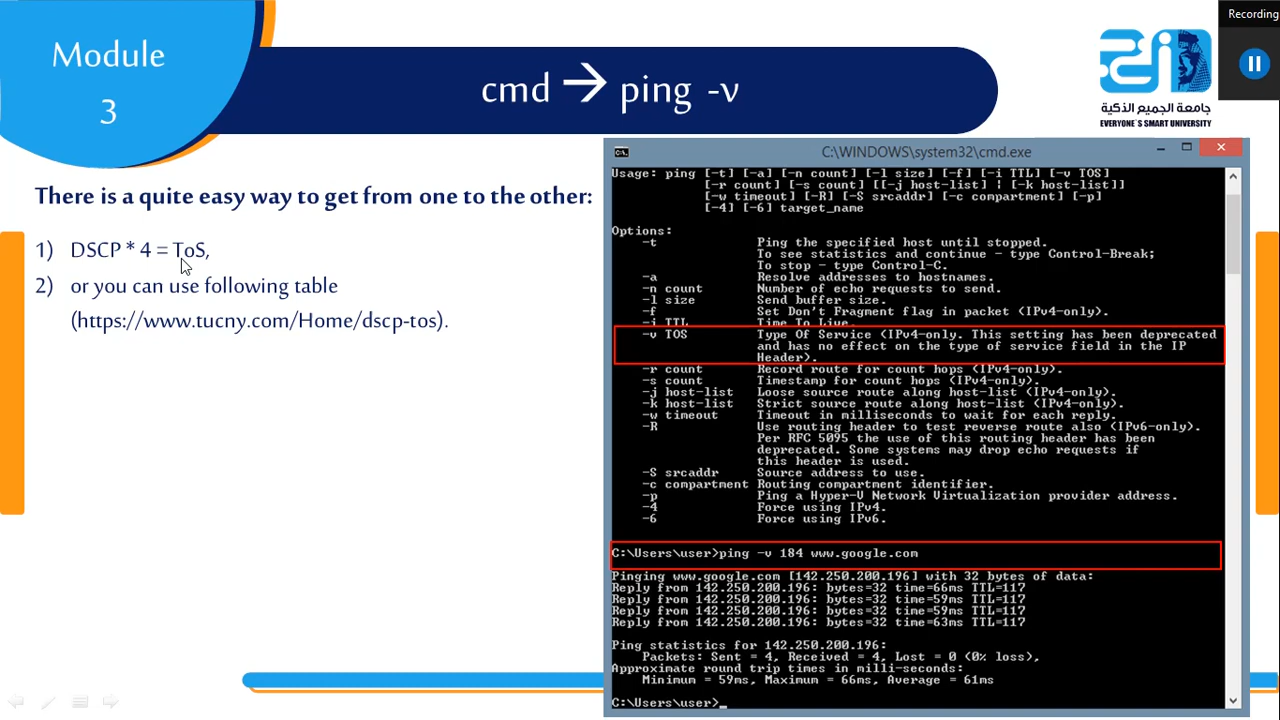 Recording
Module
3
cmd → ping -v
جامعة الجميع الذكية
EVERYONE'S SMART UNIVERSITY
There is a quite easy way to get from one to the other:
1) DSCP * 4 = ToS,
2) or you can use following table
(https://www.tucny.com/Home/dscp-tos).
C:\WINDOWS\system32\cmd.exe
Usage: ping [-t] [-a] [-n count] [-l size] [-f] [-i TTL] [-v TOS]
[-r count] [-s count] [[-j host-list] | [-k host-list]]
[-w timeout] [-R] [-S srcaddr] [-c compartment] [-p]
[-4] [-6] target_name
Options:
-t Ping the specified host until stopped.
To see statistics and continue - type Control-Break;
To stop - type Control-C.
-a Resolve addresses to hostnames.
-n count Number of echo requests to send.
-l size Send buffer size.
-f Set Don't Fragment flag in packet (IPv4-only).
-i TTL Time To Live.
-v TOS Type Of Service (IPv4-only. This setting has been deprecated
and has no effect on the type of service field in the IP
Header).
-r count Record route for count hops (IPv4-only).
-s count Timestamp for count hops (IPv4-only).
-j host-list Loose source route along host-list (IPv4-only).
-k host-list Strict source route along host-list (IPv4-only).
-w timeout Timeout in milliseconds to wait for each reply.
-R Use routing header to test reverse route also (IPv6-only).
Per RFC 5095 the use of this routing header has been
deprecated. Some systems may drop echo requests if
this header is used.
-S srcaddr Source address to use.
-c compartment Routing compartment identifier.
-p Ping a Hyper-V Network Virtualization provider address.
-4 Force using IPv4.
-6 Force using IPv6.
C:\Users\user>ping -v 184 www.google.com
Pinging www.google.com [142.250.200.196] with 32 bytes of data:
Reply from 142.250.200.196: bytes=32 time=66ms TTL=117
Reply from 142.250.200.196: bytes=32 time=59ms TTL=117
Reply from 142.250.200.196: bytes=32 time=59ms TTL=117
Reply from 142.250.200.196: bytes=32 time=63ms TTL=117
Ping statistics for 142.250.200.196:
Packets: Sent = 4, Received = 4, Lost = 0 (0% loss),
Approximate round trip times in milli-seconds:
Minimum = 59ms, Maximum = 66ms, Average = 61ms
C:\Users\user>_